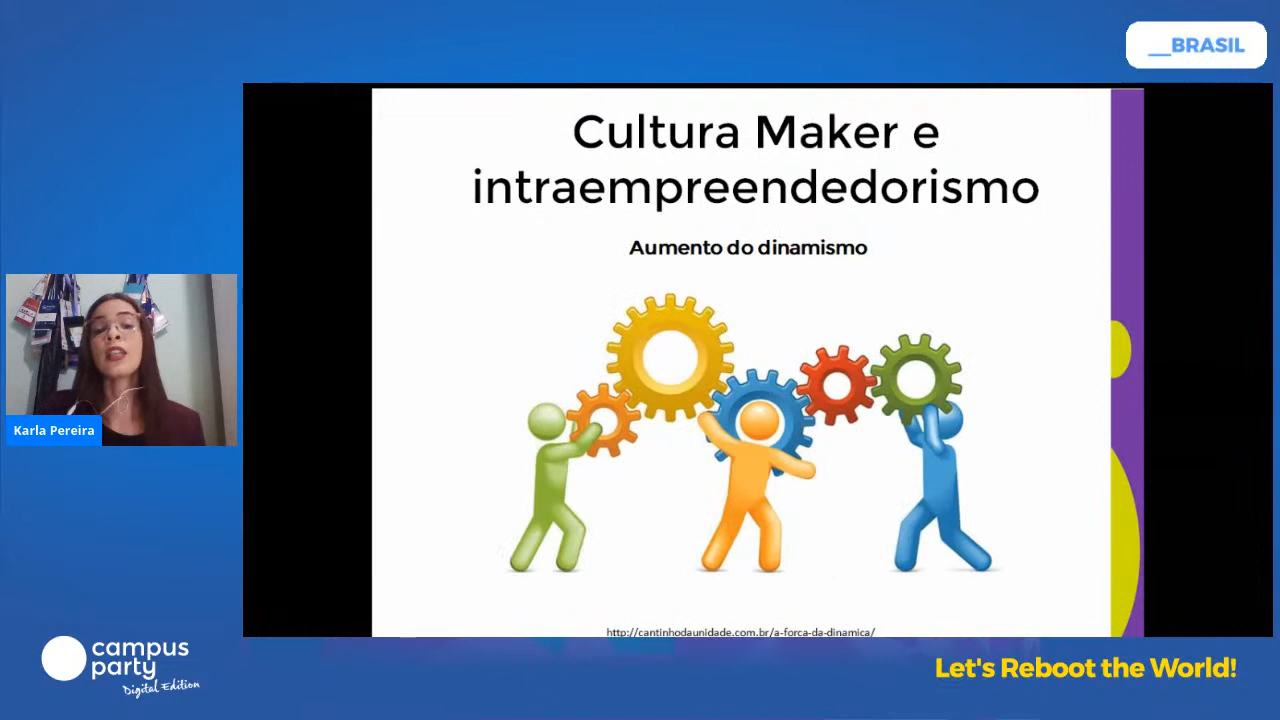 __BRASIL
Cultura Maker e
intraempreendedorismo
Aumento do dinamismo
Karla Pereira
http://cantinhodaunidade.com.br/a-forca-da-dinamica/
campus
party
Digital Edition
Let's Reboot the World!